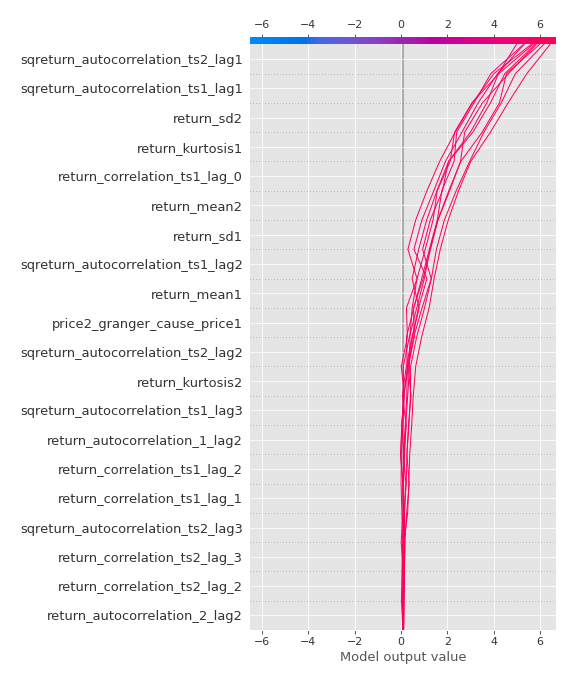 −6 −4 −2 0 2 4 6
sqreturn_autocorrelation_ts2_lag1
sqreturn_autocorrelation_ts1_lag1
return_sd2
return_kurtosis1
return_correlation_ts1_lag_0
return_mean2
return_sd1
sqreturn_autocorrelation_ts1_lag2
return_mean1
price2_granger_cause_price1
sqreturn_autocorrelation_ts2_lag2
return_kurtosis2
sqreturn_autocorrelation_ts1_lag3
return_autocorrelation_1_lag2
return_correlation_ts1_lag_2
return_correlation_ts1_lag_1
sqreturn_autocorrelation_ts2_lag3
return_correlation_ts2_lag_3
return_correlation_ts2_lag_2
return_autocorrelation_2_lag2
−6 −4 −2 0 2 4 6
Model output value